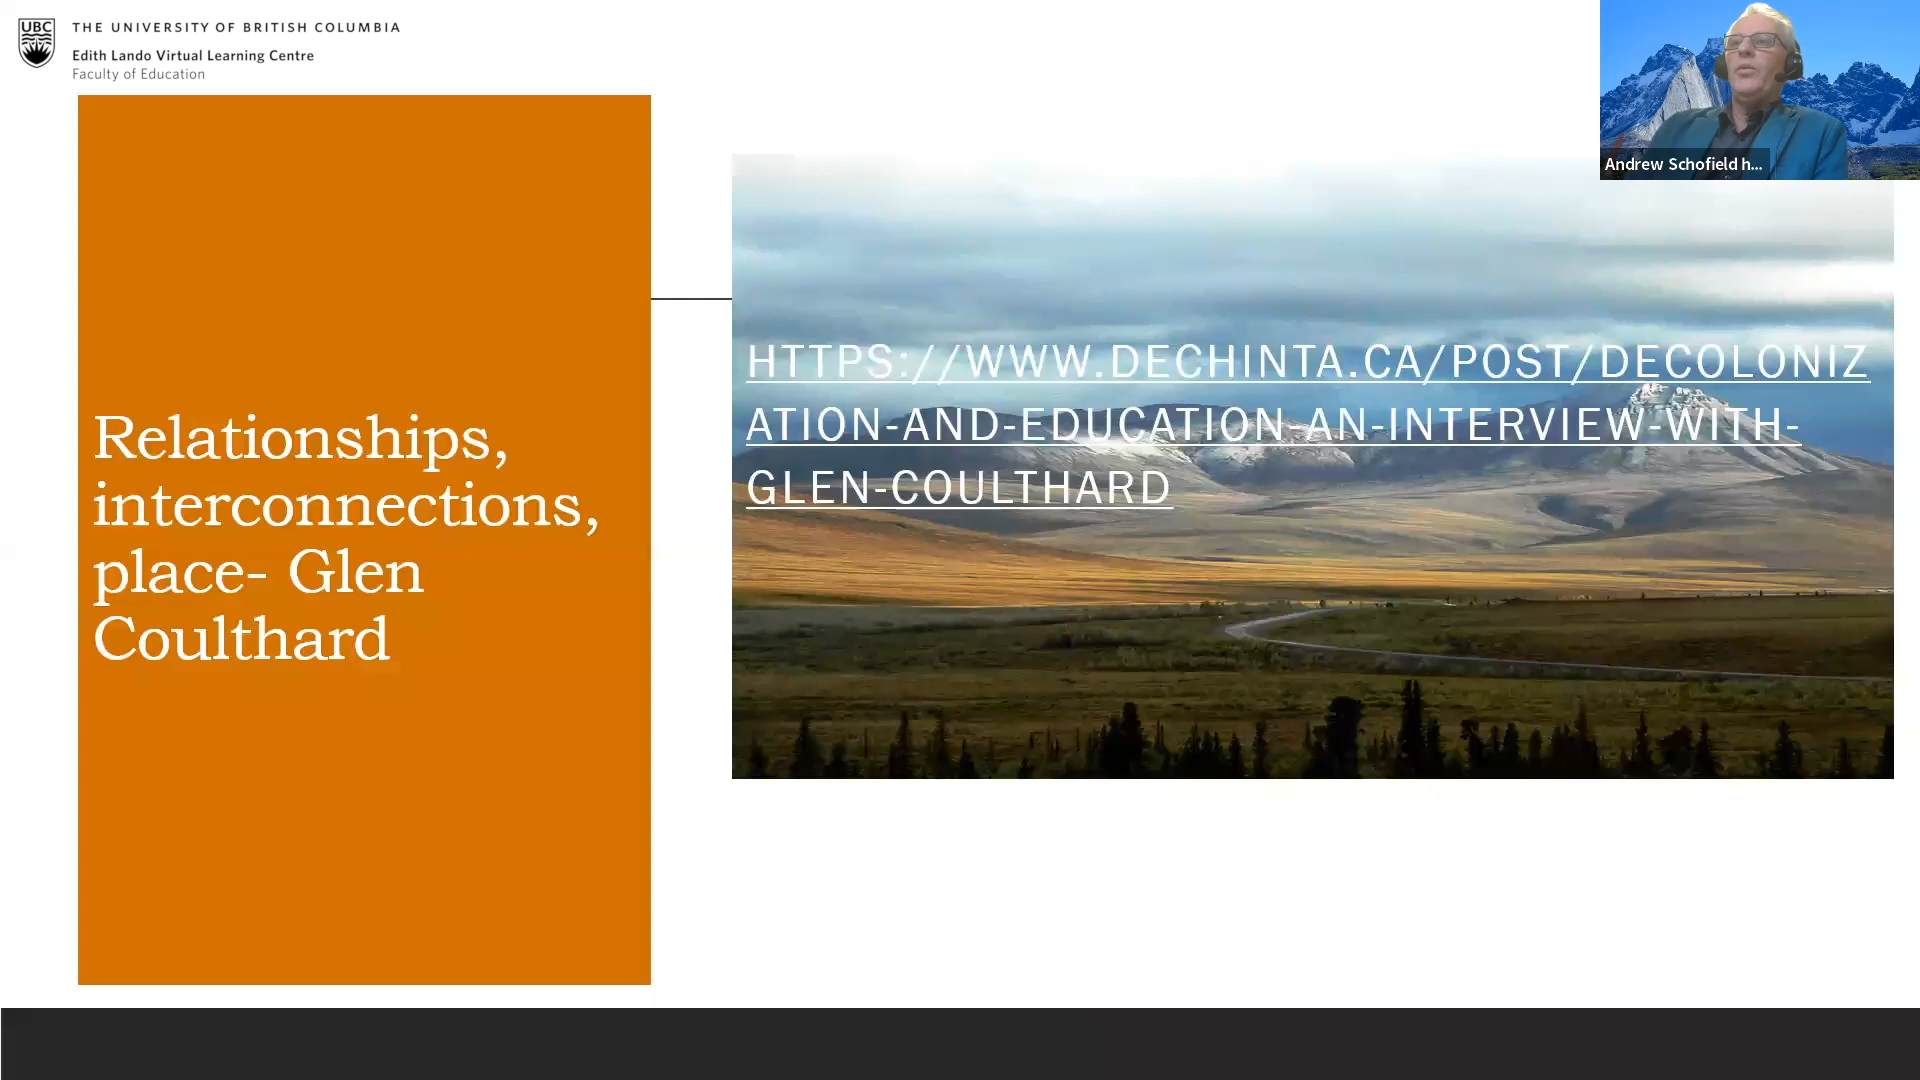 UBC
THE UNIVERSITY OF BRITISH COLUMBIA
Edith Lando Virtual Learning Centre
Faculty of Education
Andrew Schofield h...
Relationships,
interconnections,
place- Glen
Coulthard
HTTPS://WWW.DECHINTA.CA/POST/DECOLONIZ
ATION-AND-EDUCATION-AN-INTERVIEW-WITH-
GLEN-COULTHARD